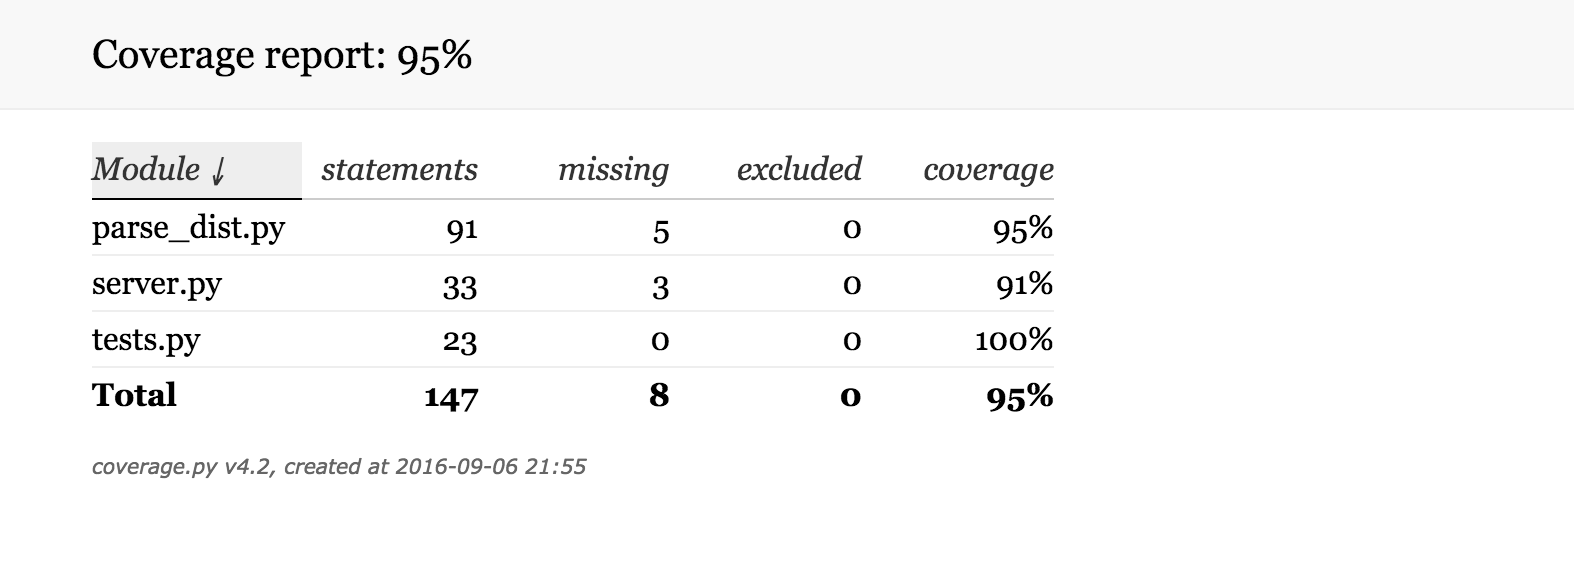 Coverage report: 95%
Module ↓ statements missing excluded coverage
parse_dist.py 91 5 0 95%
server.py 33 3 0 91%
tests.py 23 0 0 100%
Total 147 8 0 95%
coverage.py v4.2, created at 2016-09-06 21:55